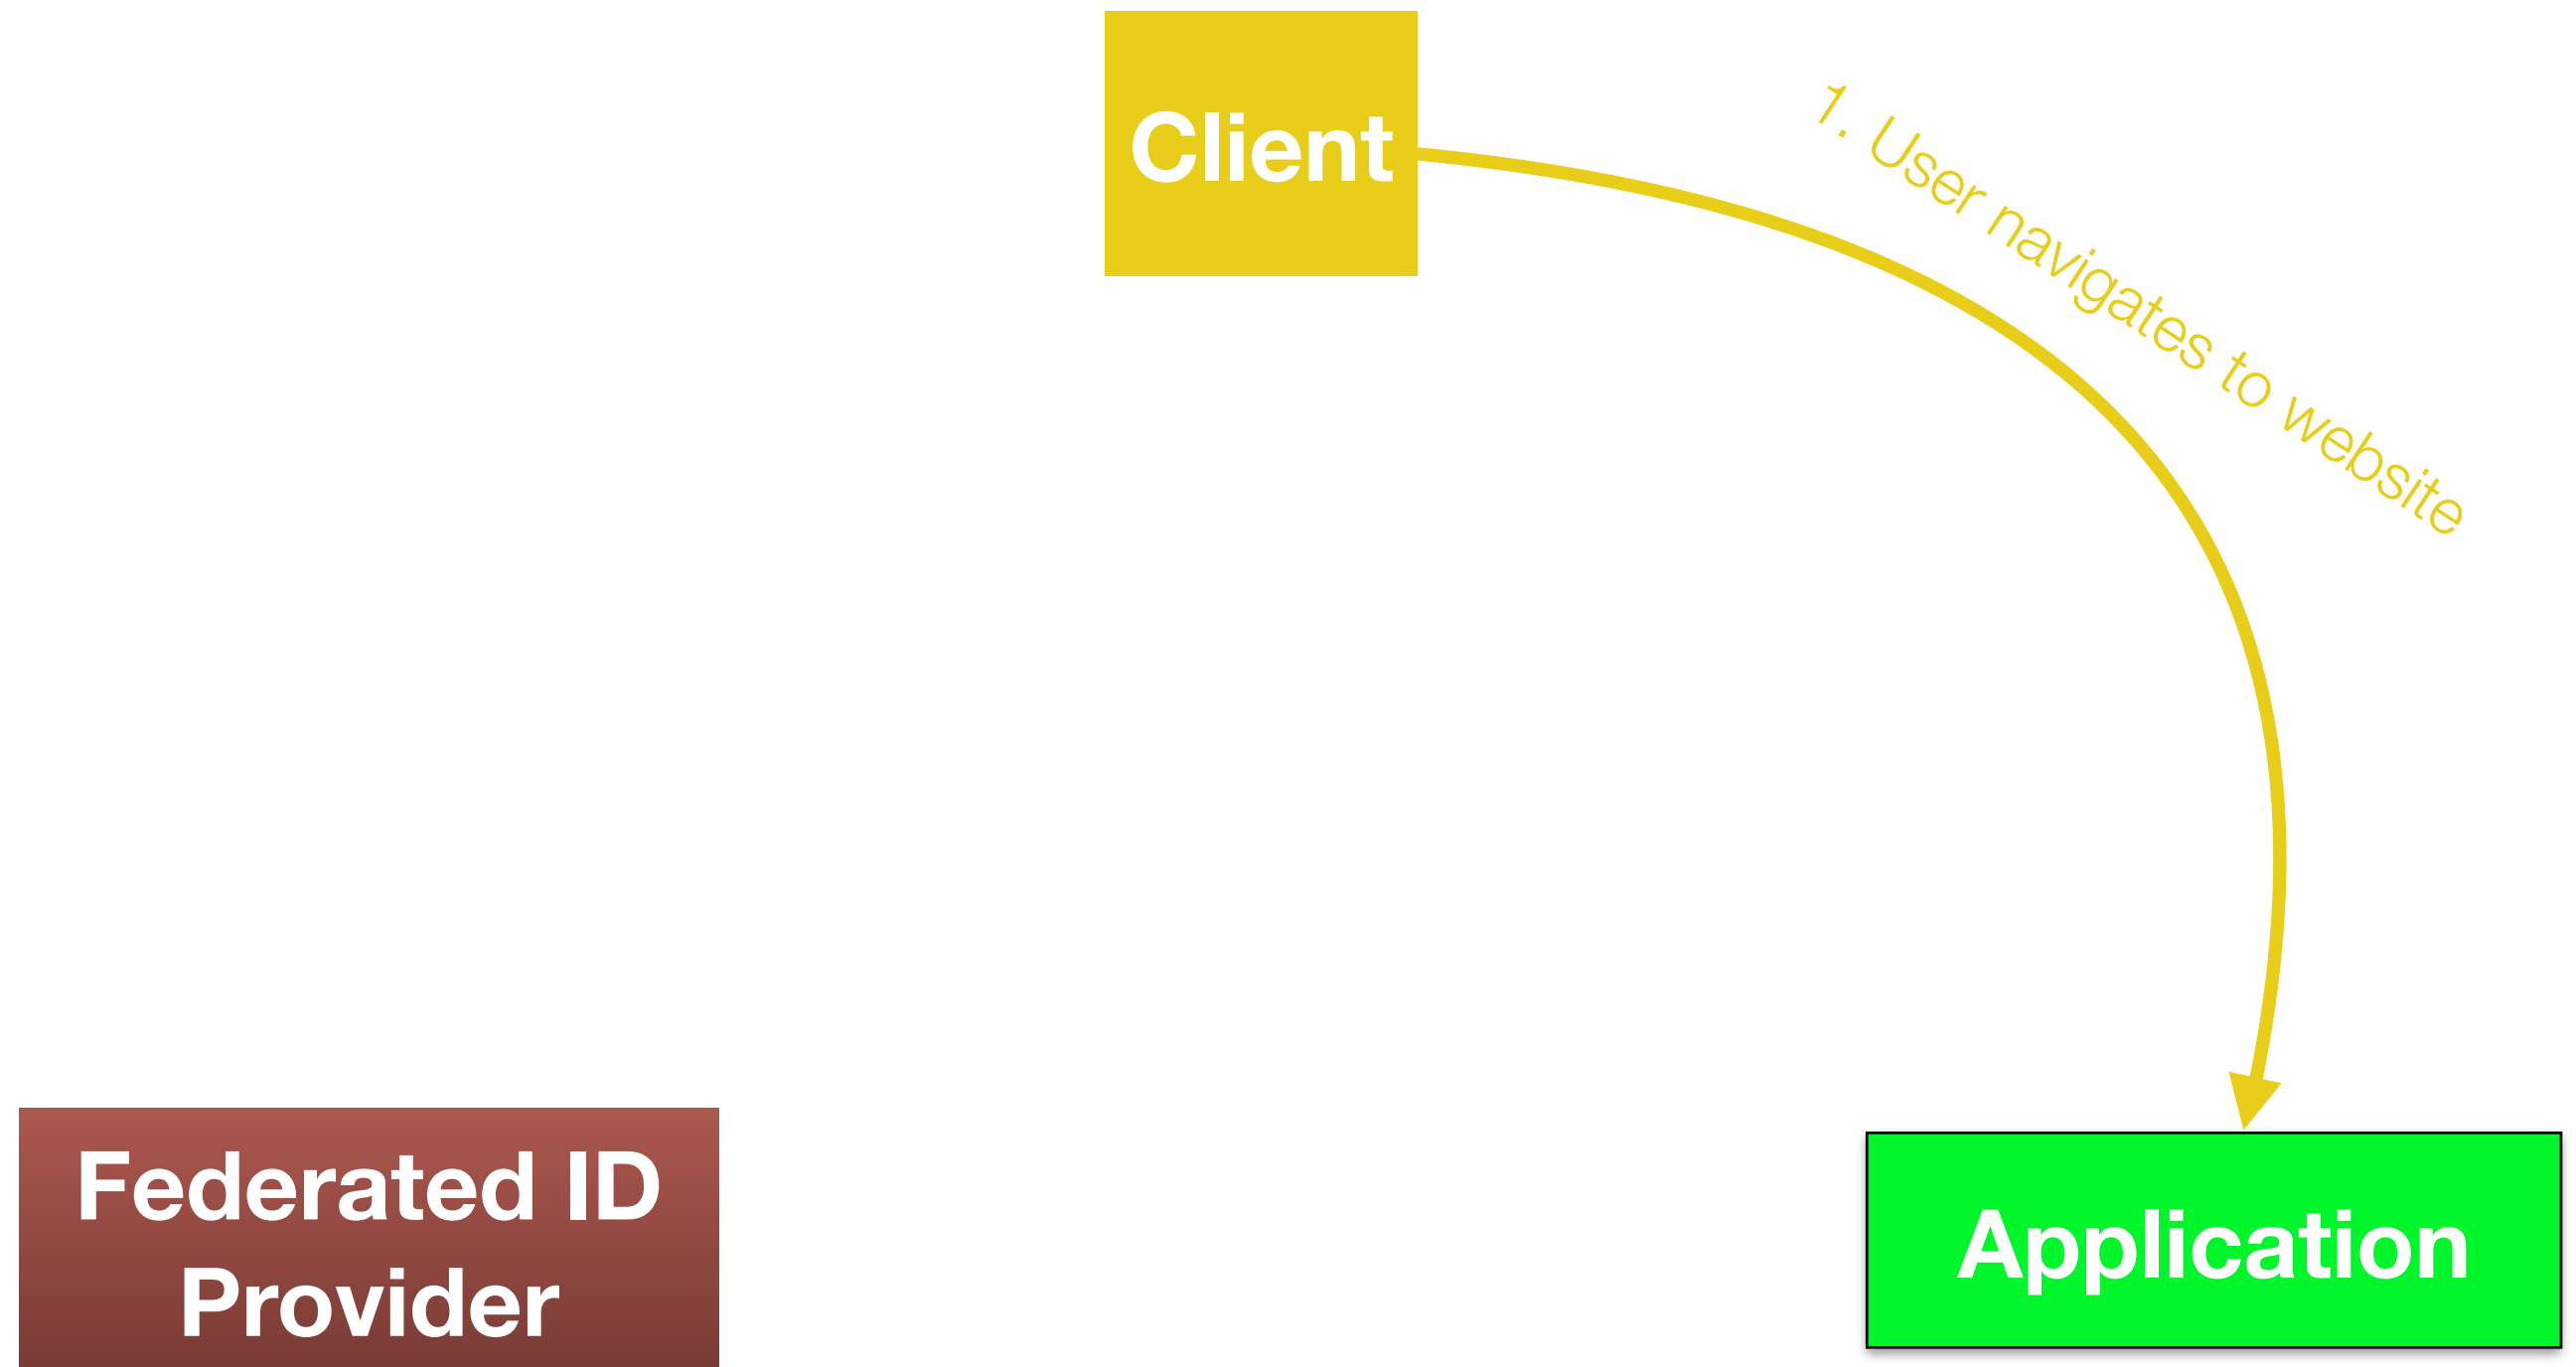 Client
1. User navigates to website
Federated ID
Provider
Application